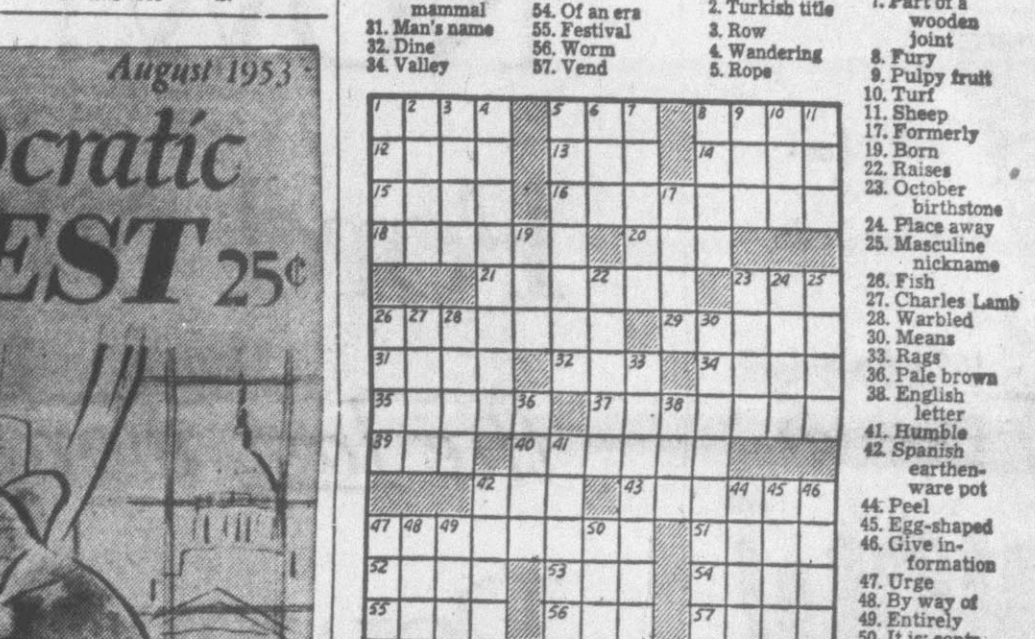 August 1953
ocratic
EST 25¢
mammal
31. Man's name
32. Dine
34. Valley
54. Of an era
55. Festival
56. Worm
57. Vend
2. Turkish title
3. Row
4. Wandering
5. Rope
7. Part of a
wooden
joint
8. Fury
9. Pulpy fruit
10. Turf
11. Sheep
17. Formerly
19. Born
22. Raises
23. October
birthstone
24. Place away
25. Masculine
nickname
26. Fish
27. Charles Lamb
28. Warbled
30. Means
33. Rags
36. Pale brown
38. English
letter
41. Humble
42. Spanish
earthen-
ware pot
44. Peel
45. Egg-shaped
46. Give in-
formation
47. Urge
48. By way of
49. Entirely
1 2 3 4 5 6 7 8 9 10 11
12 13 14
15 16 17
18 19 20
21 22 23 24 25
26 27 28 29 30
31 32 33 34
35 36 37 38
39 40 41
42 43 44 45 46
47 48 49 50 51
52 53 54
55 56 57